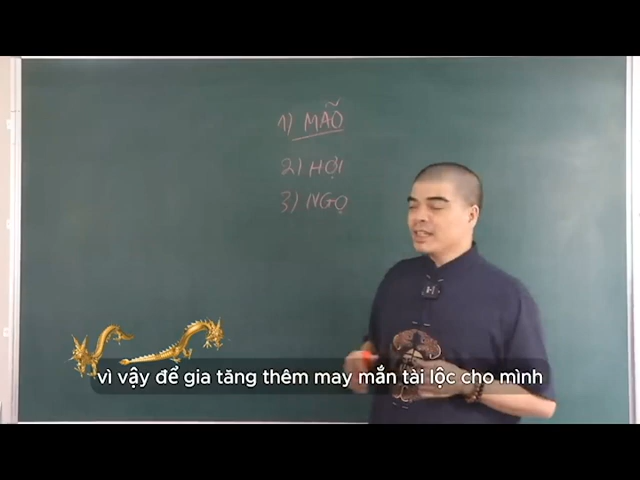 1) MÃO
2) HỢI
3) NGỌ
vì vậy để gia tăng thêm may mắn tài lộc cho mình